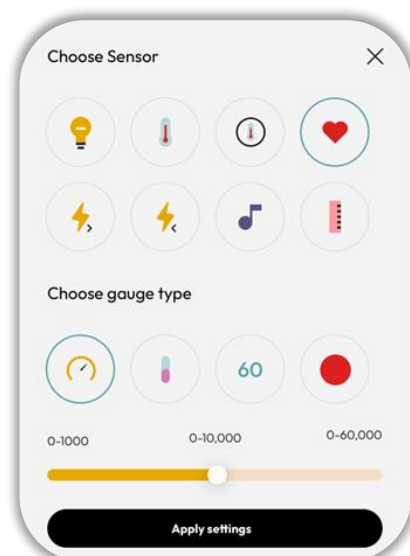 Choose Sensor
Choose gauge type
60
0-1000 0-10,000 0-60,000
Apply settings